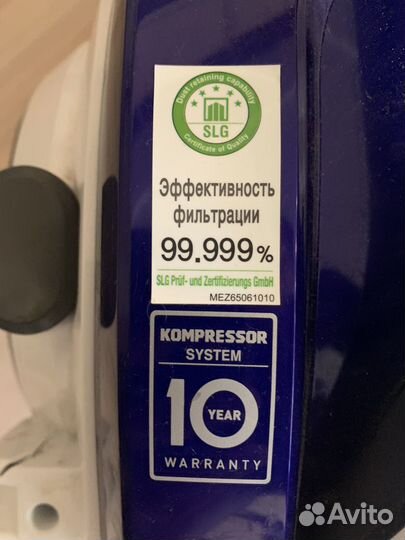 Dust retaining capability
SLG
Certificate of Quality
Эффективность
фильтрации
99.999%
SLG Prüf- und Zertifizierungs GmbH
MEZ65061010
KOMPRESSOR
SYSTEM
10 YEAR
WARRANTY
Avito